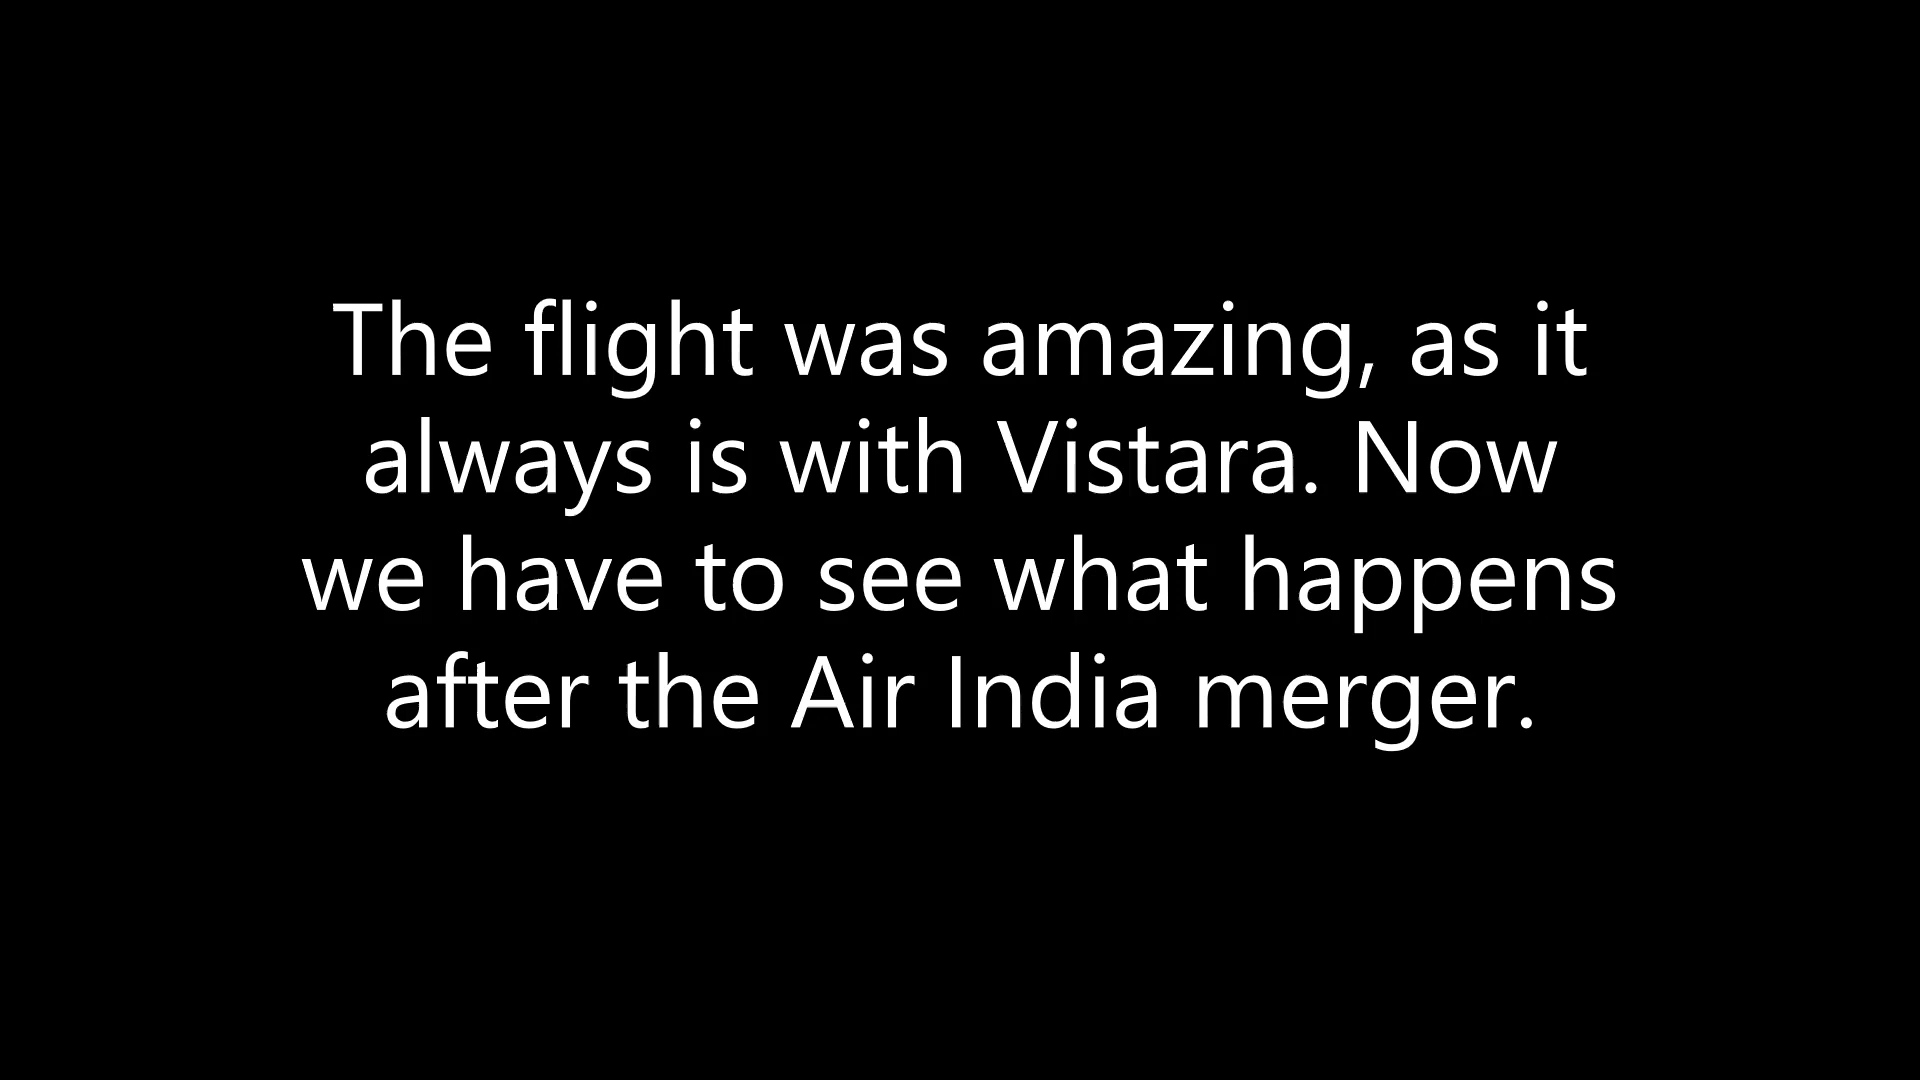 The flight was amazing, as it
always is with Vistara. Now
we have to see what happens
after the Air India merger.